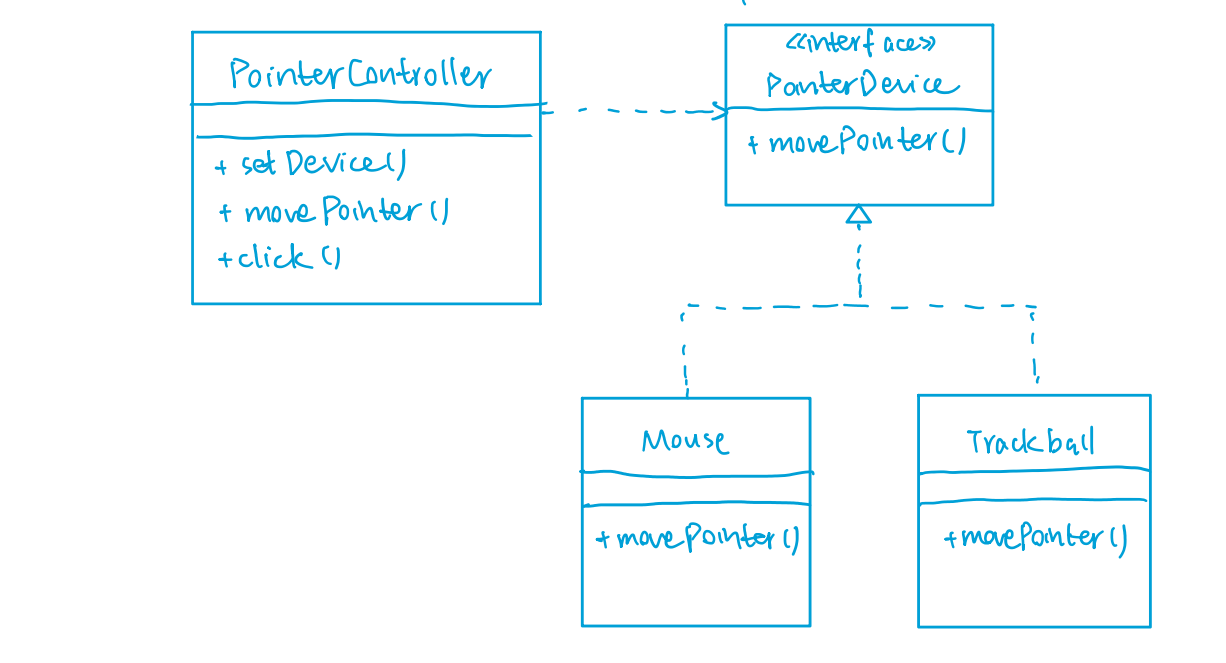 PointerController
+ setDevice()
+ movePointer()
+click()
<<interface>>
PointerDevice
+ movePointer()
Mouse
+movePointer()
Trackball
+movePointer()